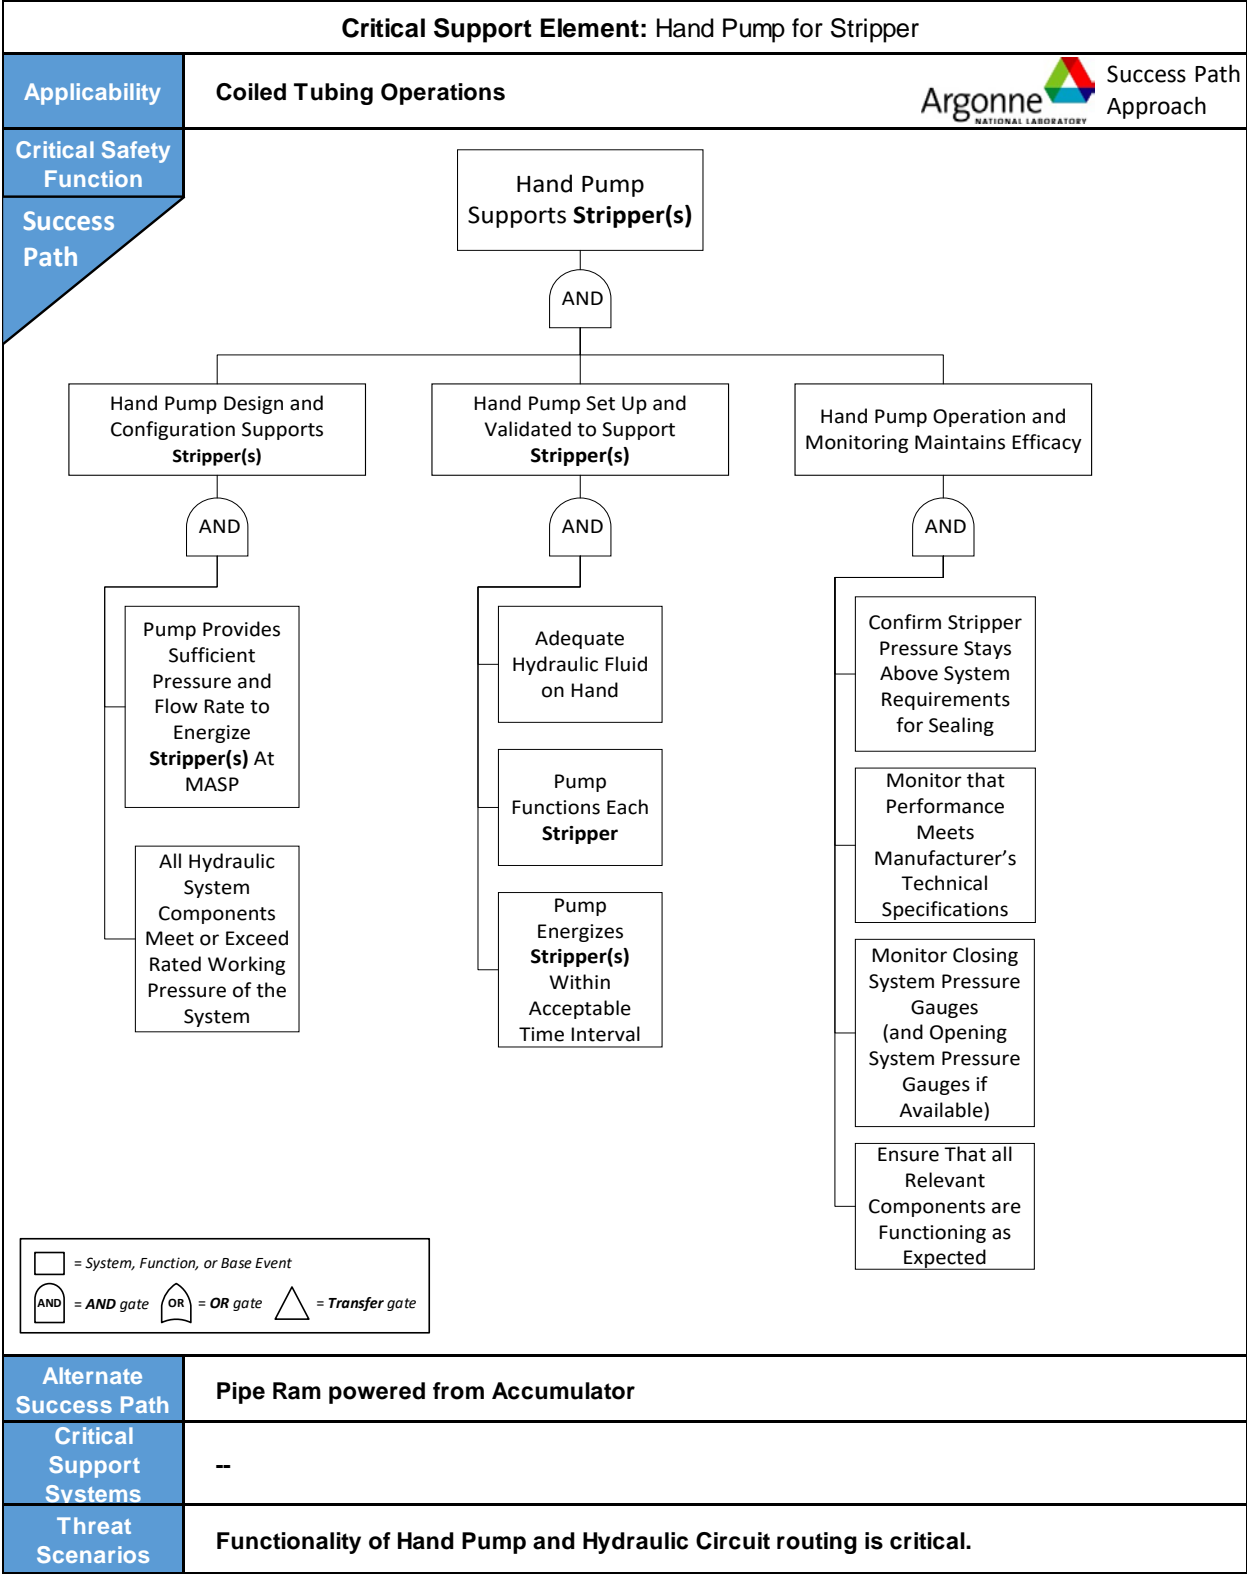 Critical Support Element: Hand Pump for Stripper
Applicability
Coiled Tubing Operations
Argonne
NATIONAL LABORATORY
Success Path
Approach
Critical Safety
Function
Success
Path
Hand Pump
Supports Stripper(s)
AND
Hand Pump Design and
Configuration Supports
Stripper(s)
AND
Pump Provides
Sufficient
Pressure and
Flow Rate to
Energize
Stripper(s) At
MASP
All Hydraulic
System
Components
Meet or Exceed
Rated Working
Pressure of the
System
Hand Pump Set Up and
Validated to Support
Stripper(s)
AND
Adequate
Hydraulic Fluid
on Hand
Pump
Functions Each
Stripper
Pump
Energizes
Stripper(s)
Within
Acceptable
Time Interval
Hand Pump Operation and
Monitoring Maintains Efficacy
AND
Confirm Stripper
Pressure Stays
Above System
Requirements
for Sealing
Monitor that
Performance
Meets
Manufacturer’s
Technical
Specifications
Monitor Closing
System Pressure
Gauges
(and Opening
System Pressure
Gauges if
Available)
Ensure That all
Relevant
Components are
Functioning as
Expected
= System, Function, or Base Event
AND = AND gate OR = OR gate = Transfer gate
Alternate
Success Path
Pipe Ram powered from Accumulator
Critical
Support
Systems
--
Threat
Scenarios
Functionality of Hand Pump and Hydraulic Circuit routing is critical.